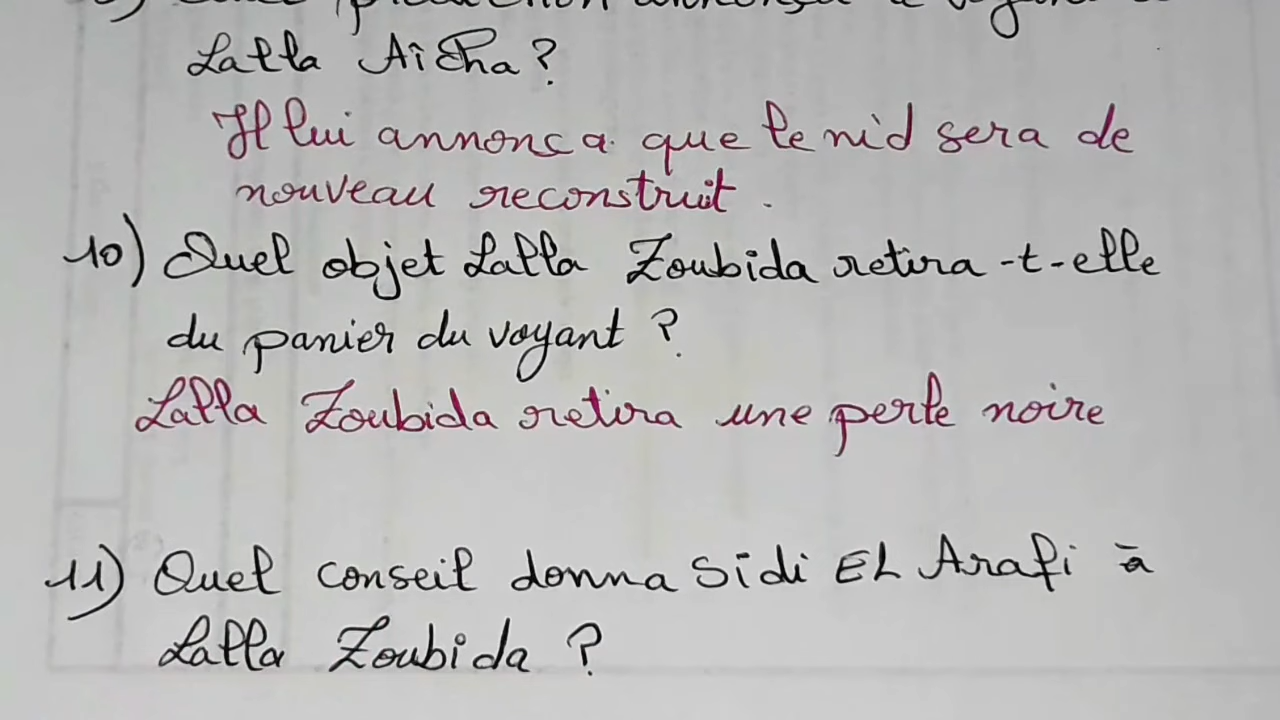 Lalla Aîcha ?
Il lui annonça que le nid sera de
nouveau reconstruit .
10) Quel objet Lalla Zoubida retira -t-elle
du panier du voyant ?
Lalla Zoubida retira une perle noire
11) Quel conseil donna Sidi EL Arafi à
Lalla Zoubida ?